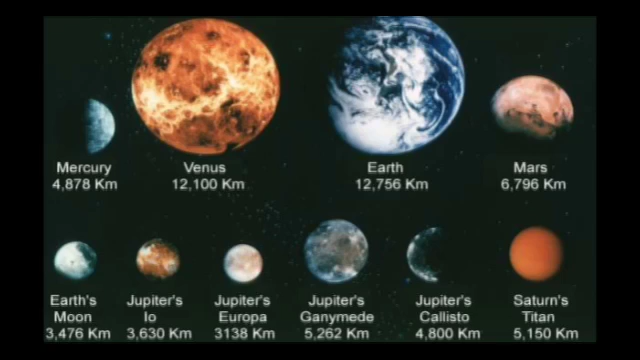 Mercury
4,878 Km
Venus
12,100 Km
Earth
12,756 Km
Mars
6,796 Km
Earth's
Moon
3,476 Km
Jupiter's
Io
3,630 Km
Jupiter's
Europa
3138 Km
Jupiter's
Ganymede
5,262 Km
Jupiter's
Callisto
4,800 Km
Saturn's
Titan
5,150 Km